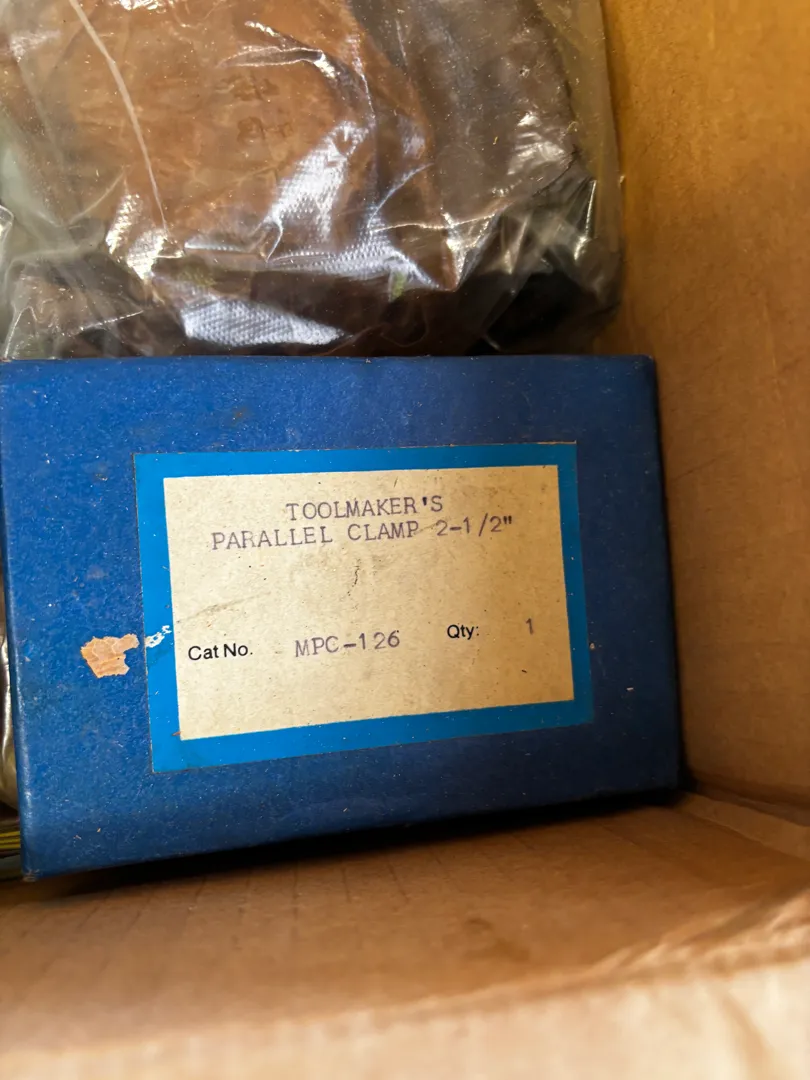 TOOLMAKER'S
PARALLEL CLAMP 2-1/2"
Cat No. MPC-126 Qty: 1